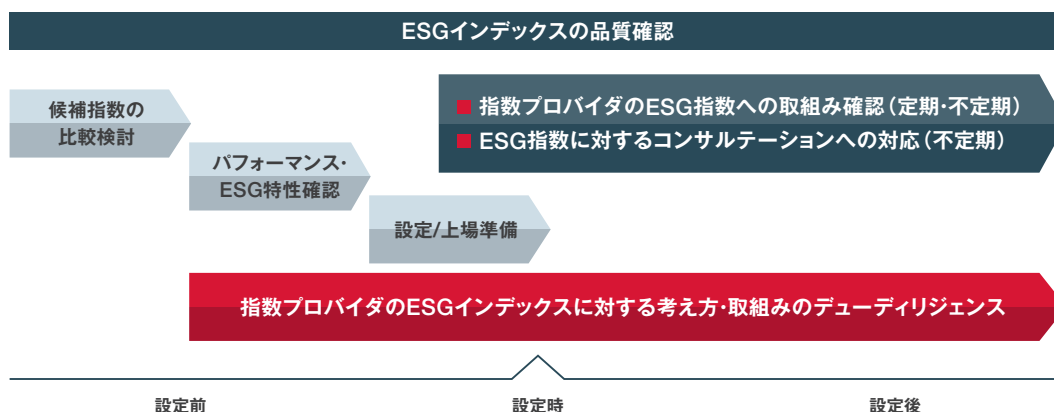 ESGインデックスの品質確認
候補指数の
比較検討
■ 指数プロバイダのESG指数への取組み確認（定期・不定期）
■ ESG指数に対するコンサルテーションへの対応（不定期）
パフォーマンス・
ESG特性確認
設定/上場準備
指数プロバイダのESGインデックスに対する考え方・取組みのデューディリジェンス
設定前
設定時
設定後